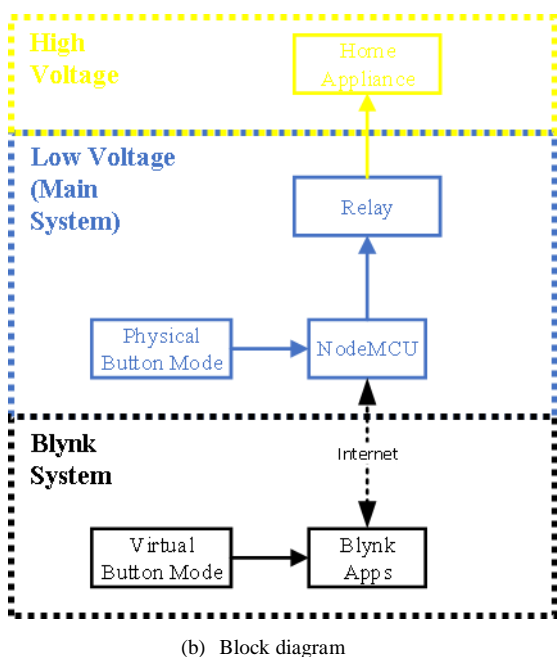 High
Voltage
Home
Appliance
Low Voltage
(Main
System)
Relay
Physical
Button Mode
NodeMCU
Internet
Blynk
System
Virtual
Button Mode
Blynk
Apps
(b) Block diagram